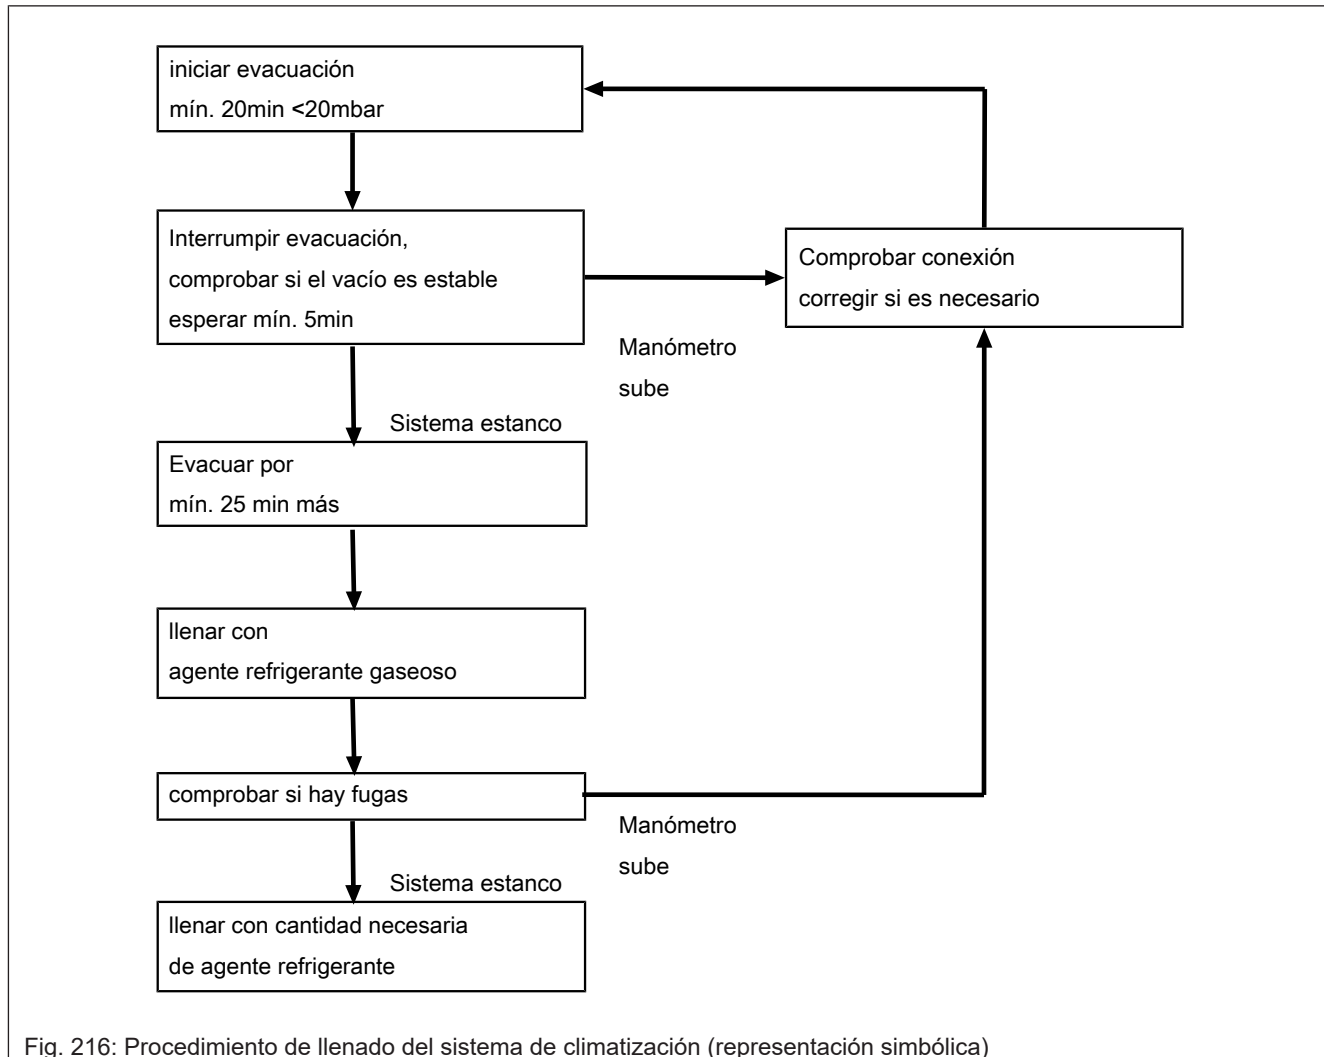 iniciar evacuación
mín. 20min <20mbar
Interrumpir evacuación,
comprobar si el vacío es estable
esperar mín. 5min
Comprobar conexión
corregir si es necesario
Manómetro
sube
Sistema estanco
Evacuar por
mín. 25 min más
llenar con
agente refrigerante gaseoso
comprobar si hay fugas
Manómetro
sube
Sistema estanco
llenar con cantidad necesaria
de agente refrigerante
Fig. 216: Procedimiento de llenado del sistema de climatización (representación simbólica)